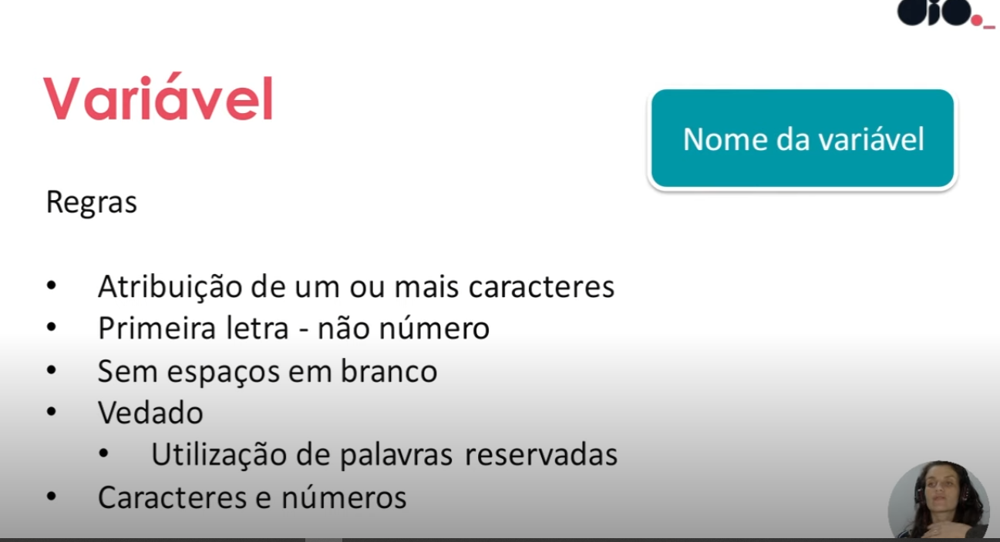 dio._
Variável
Nome da variável
Regras
• Atribuição de um ou mais caracteres
• Primeira letra - não número
• Sem espaços em branco
• Vedado
• Utilização de palavras reservadas
• Caracteres e números